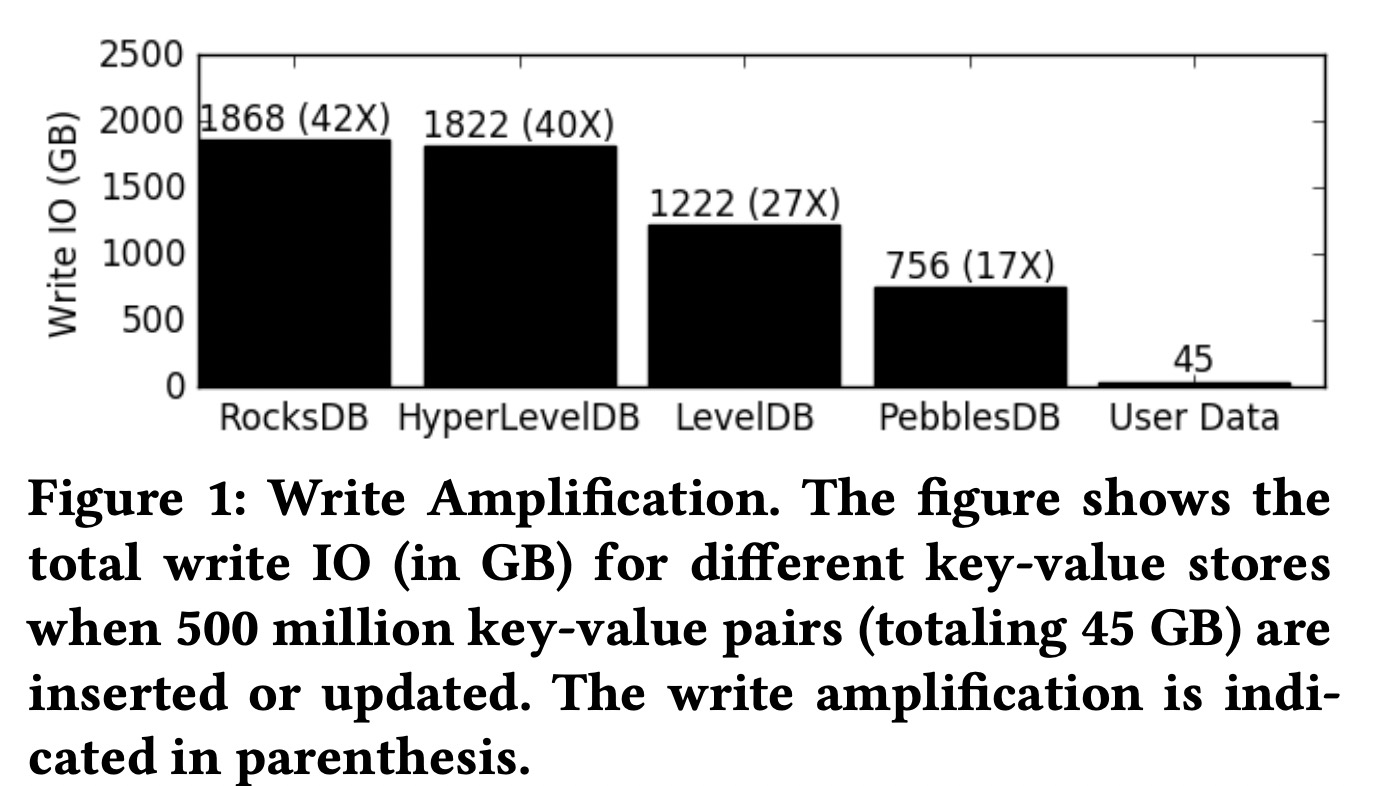 2500
2000
1500
1000
500
0
Write IO (GB)
1868 (42X)
1822 (40X)
1222 (27X)
756 (17X)
45
RocksDB HyperLevelDB LevelDB PebblesDB User Data
Figure 1: Write Amplification. The figure shows the
total write IO (in GB) for different key-value stores
when 500 million key-value pairs (totaling 45 GB) are
inserted or updated. The write amplification is indi-
cated in parenthesis.